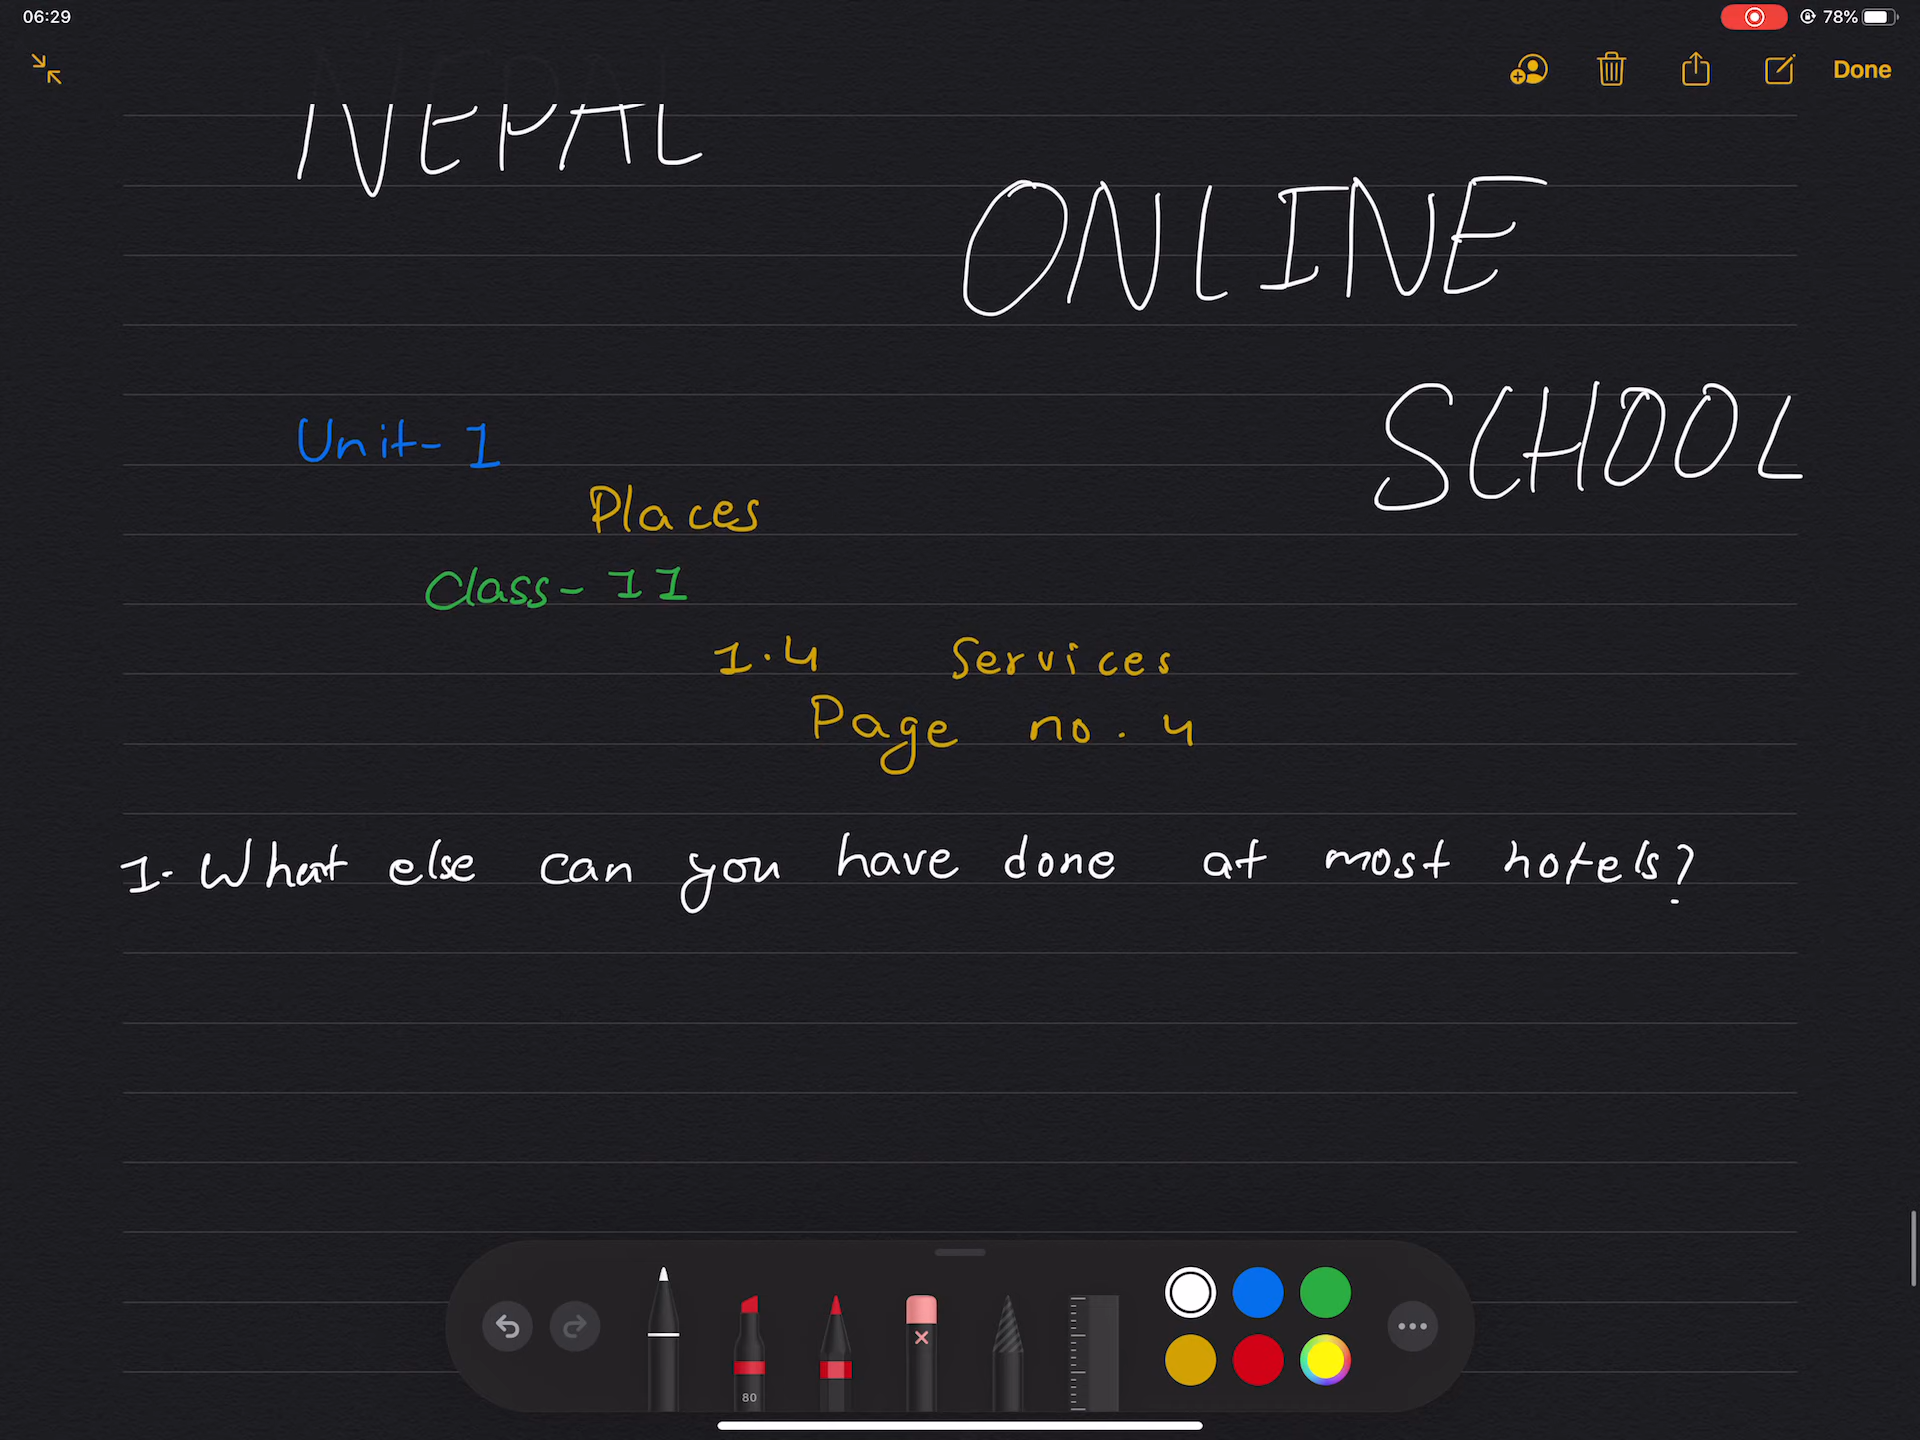 06:29
78%
Done
NEPAL
ONLINE
SCHOOL
Unit-1
Places
Class-11
1.4 Services
Page no. 4
1. What else can you have done at most hotels?
80